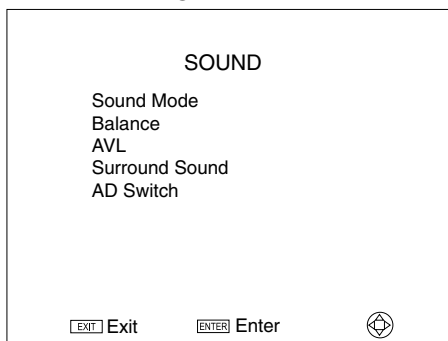 SOUND
Sound Mode
Balance
AVL
Surround Sound
AD Switch
EXIT Exit ENTER Enter